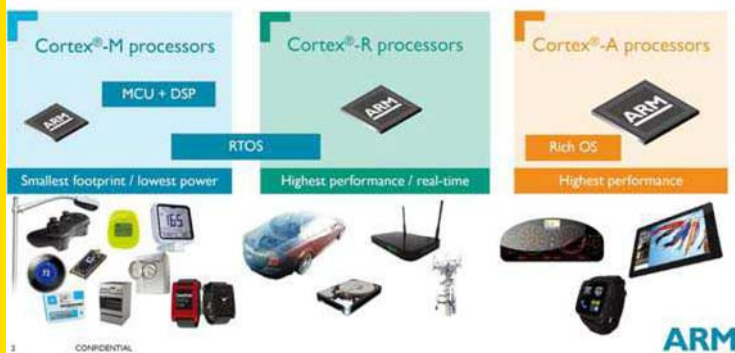 Cortex®-M processors
MCU + DSP
ARM
Smallest footprint / lowest power
RTOS
Cortex®-R processors
ARM
Highest performance / real-time
Cortex®-A processors
ARM
Rich OS
Highest performance
165
72
CONFIDENTIAL
ARM